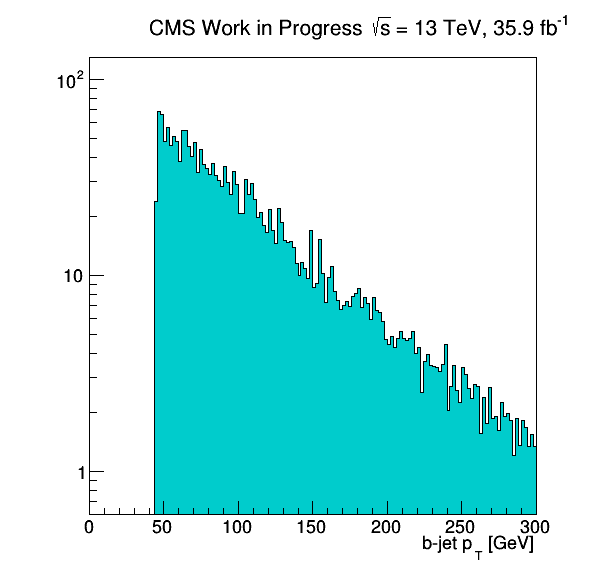 CMS Work in Progress √s = 13 TeV, 35.9 fb⁻¹
10²
10
1
0 50 100 150 200 250 300
b-jet p_T [GeV]